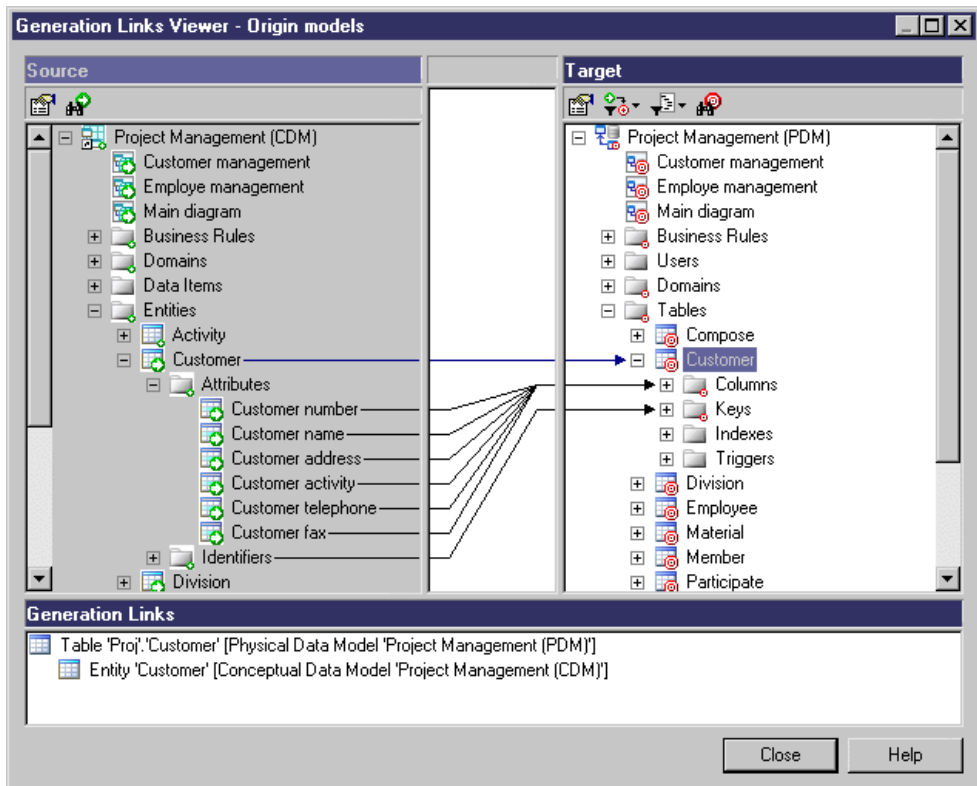 Generation Links Viewer - Origin models
Source
Target
Project Management (CDM)
Customer management
Employe management
Main diagram
Business Rules
Domains
Data Items
Entities
Activity
Customer
Attributes
Customer number
Customer name
Customer address
Customer activity
Customer telephone
Customer fax
Identifiers
Division
Project Management (PDM)
Customer management
Employe management
Main diagram
Business Rules
Users
Domains
Tables
Compose
Customer
Columns
Keys
Indexes
Triggers
Division
Employee
Material
Member
Participate
Generation Links
Table 'Proj'.'Customer' [Physical Data Model 'Project Management (PDM)']
Entity 'Customer' [Conceptual Data Model 'Project Management (CDM)']
Close
Help